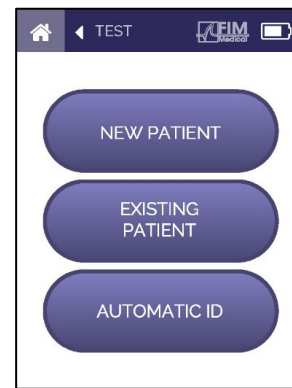 TEST
FIM
Medical
NEW PATIENT
EXISTING
PATIENT
AUTOMATIC ID